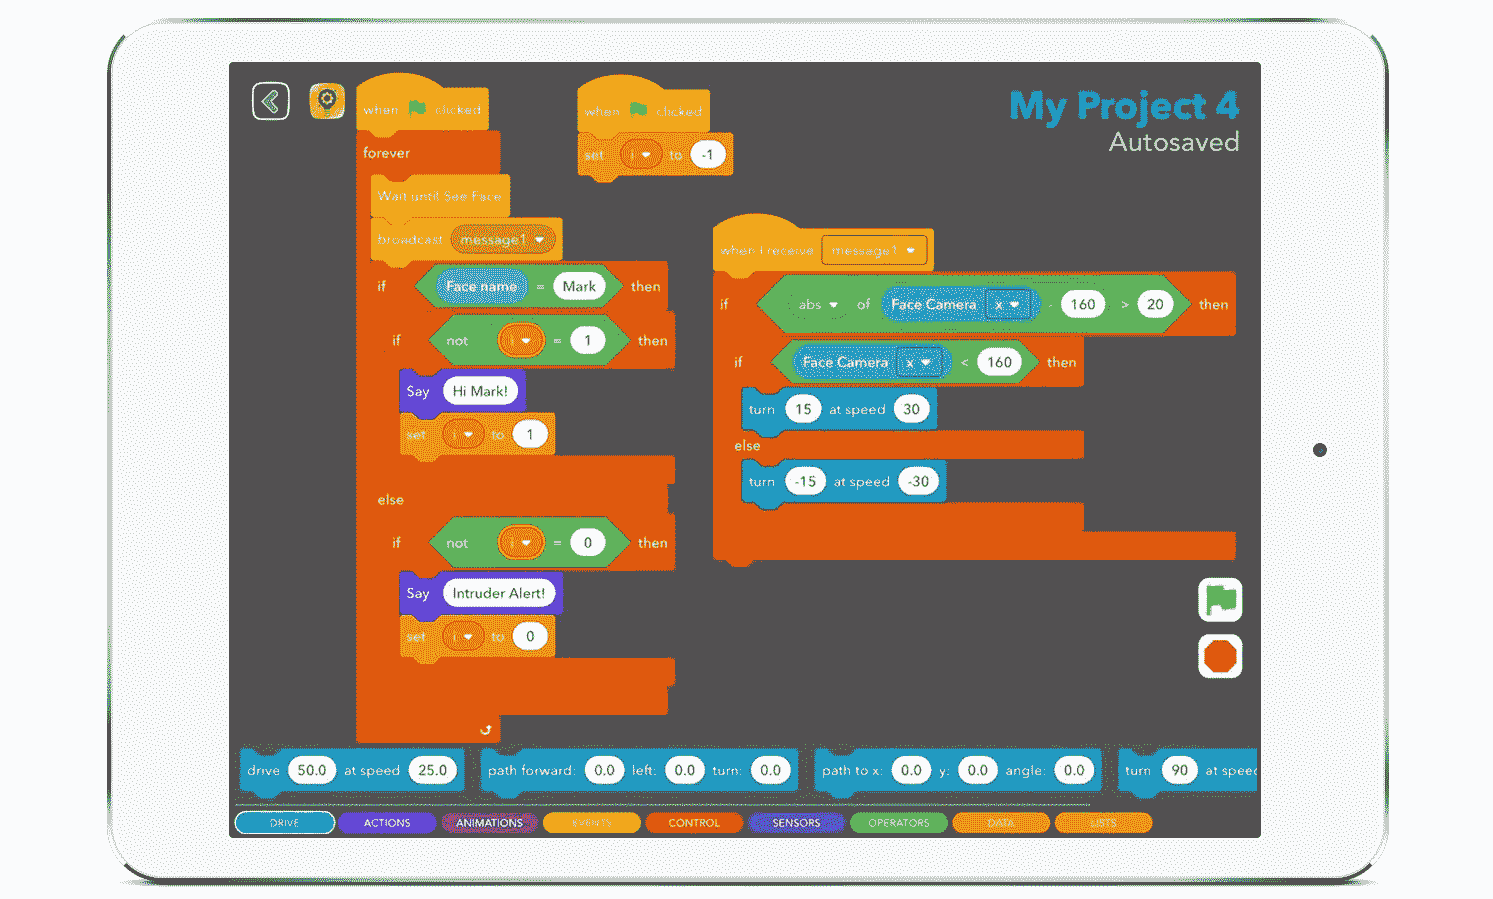 My Project 4
Autosaved
when clicked
forever
Wait until See Face
broadcast message1
if Face name = Mark then
if not i = 1 then
Say Hi Mark!
set i to 1
else
if not i = 0 then
Say Intruder Alert!
set i to 0
when clicked
set i to -1
when I receive message1
if abs of Face Camera x - 160 > 20 then
if Face Camera x < 160 then
turn 15 at speed 30
else
turn -15 at speed -30
drive 50.0 at speed 25.0
path forward: 0.0 left: 0.0 turn: 0.0
path to x: 0.0 y: 0.0 angle: 0.0
turn 90 at speed
DRIVE
ACTIONS
ANIMATIONS
EVENTS
CONTROL
SENSORS
OPERATORS
DATA
LISTS